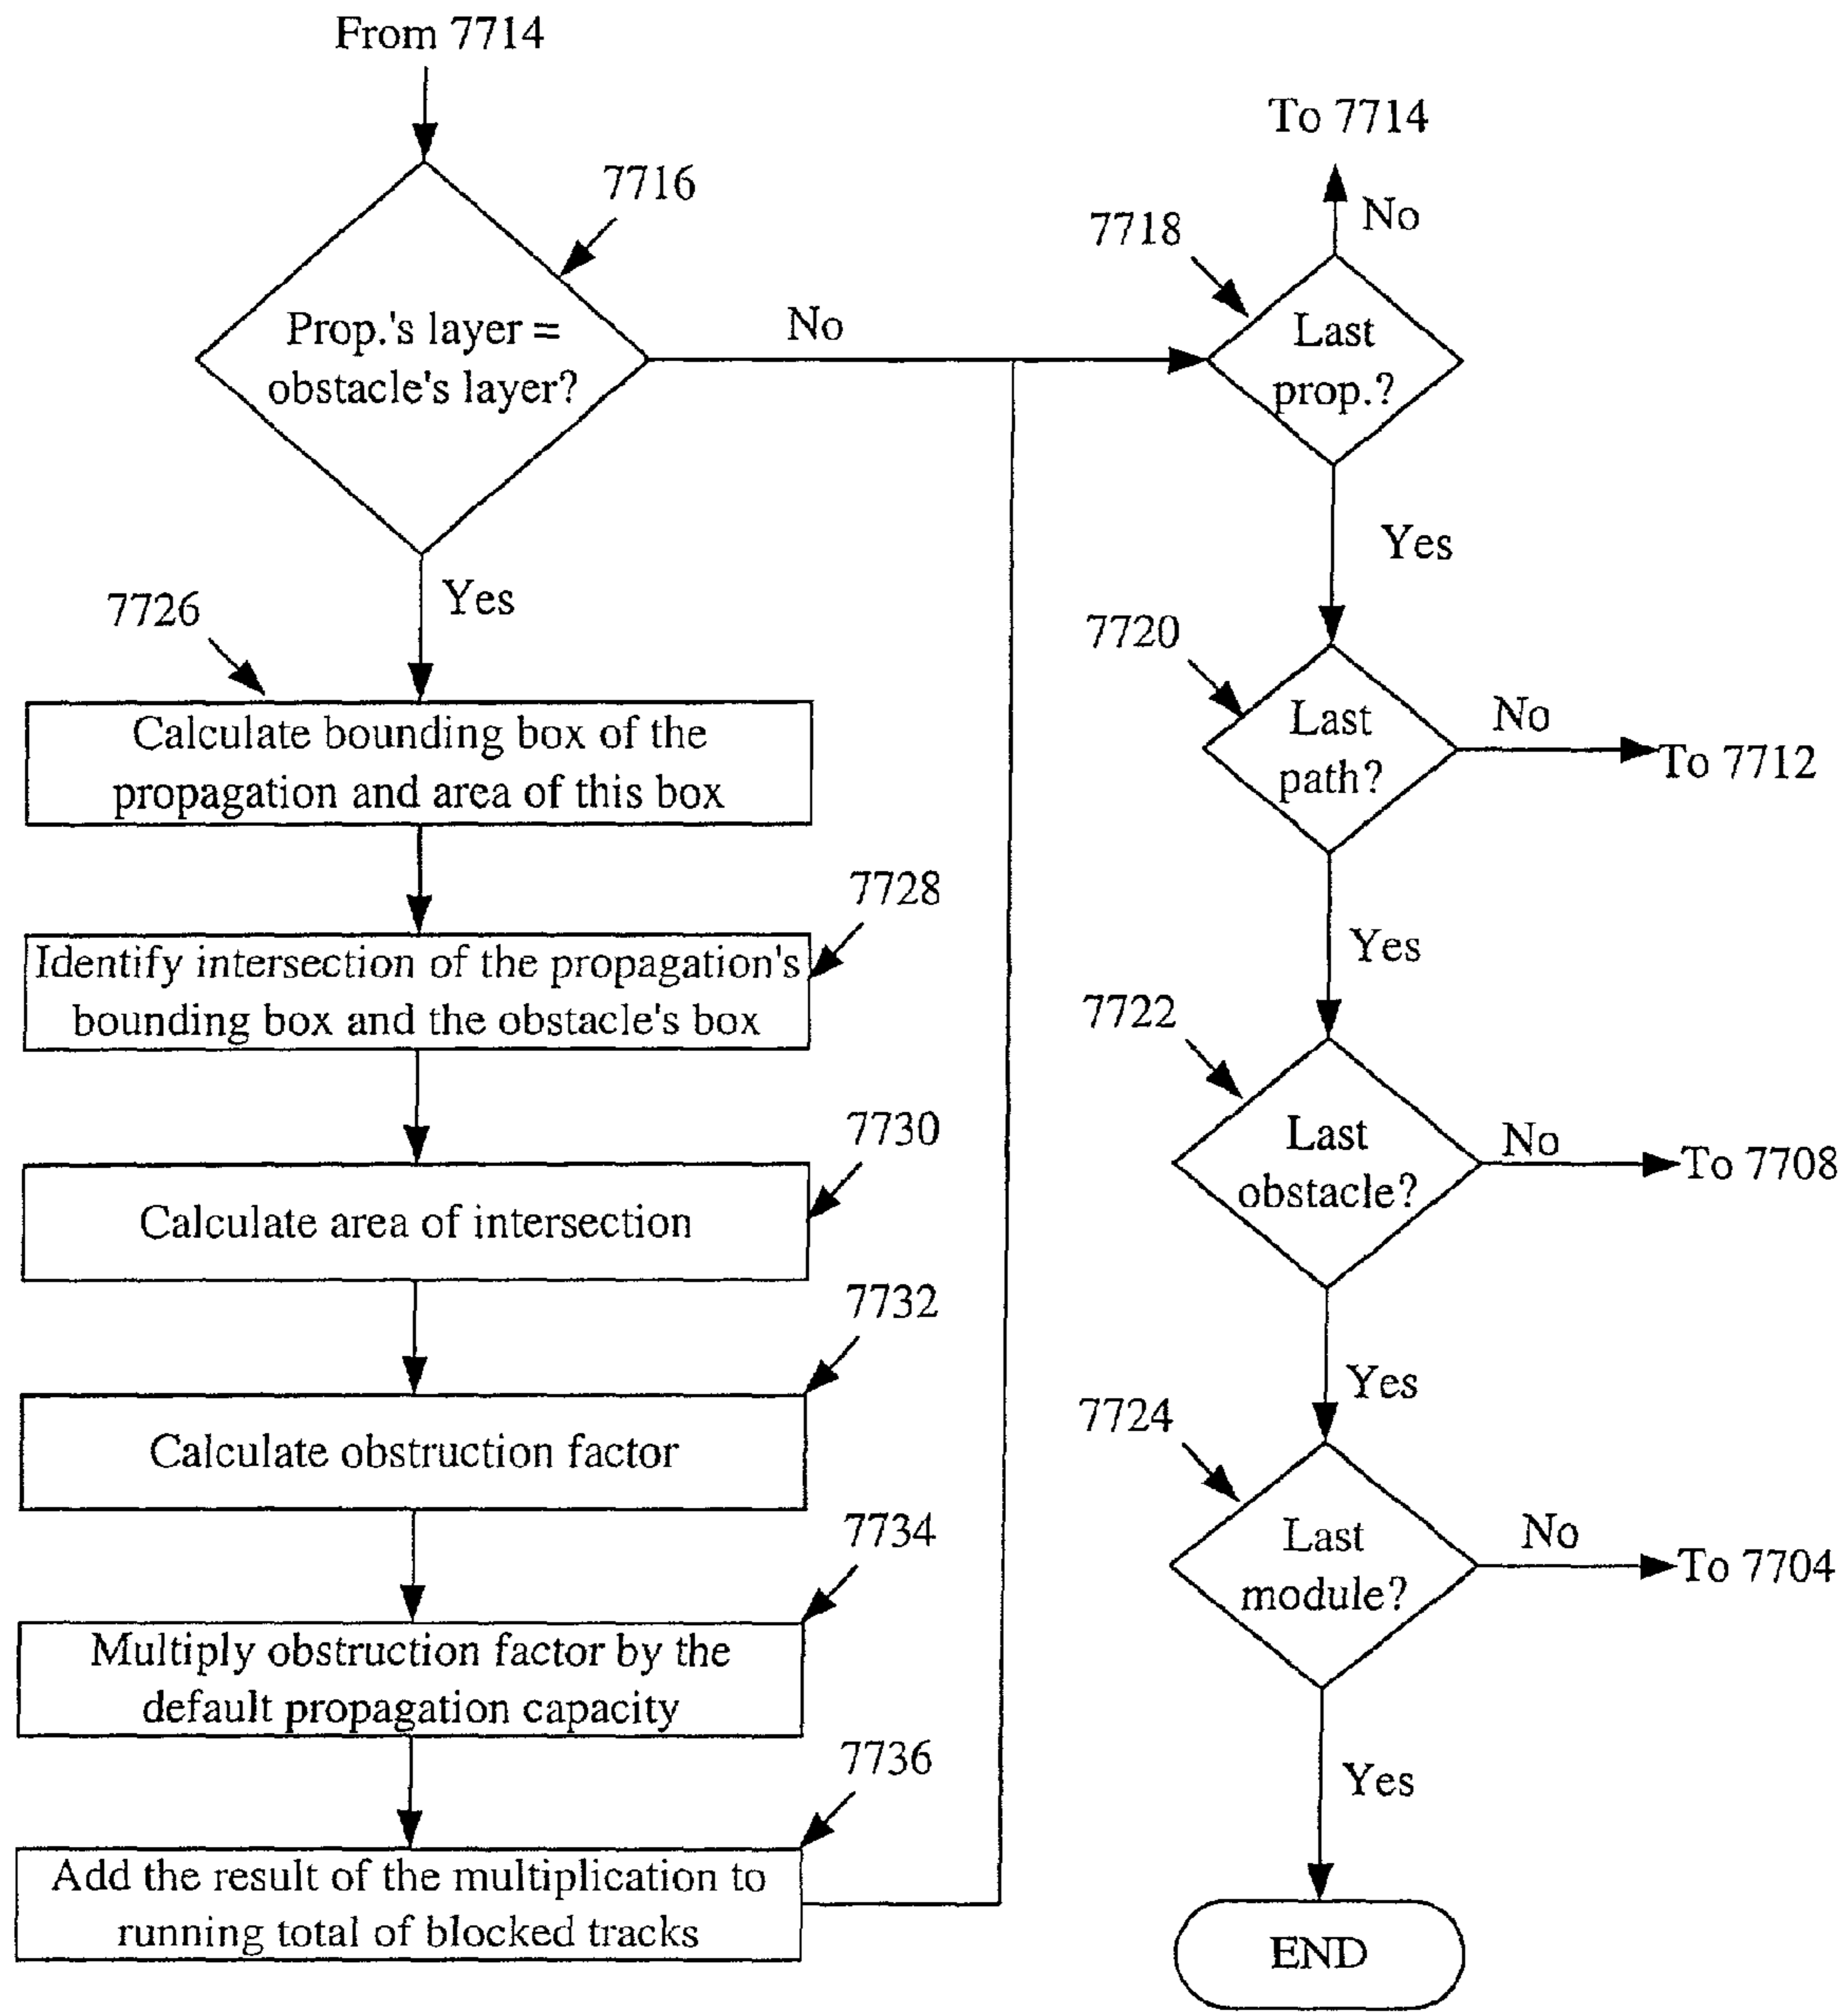 From 7714
7716
Prop.'s layer =
obstacle's layer?
No
Yes
7726
Calculate bounding box of the
propagation and area of this box
7728
Identify intersection of the propagation's
bounding box and the obstacle's box
7730
Calculate area of intersection
7732
Calculate obstruction factor
7734
Multiply obstruction factor by the
default propagation capacity
7736
Add the result of the multiplication to
running total of blocked tracks
To 7714
No
7718
Last
prop.?
Yes
7720
Last
path?
No
To 7712
Yes
7722
Last
obstacle?
No
To 7708
Yes
7724
Last
module?
No
To 7704
Yes
END